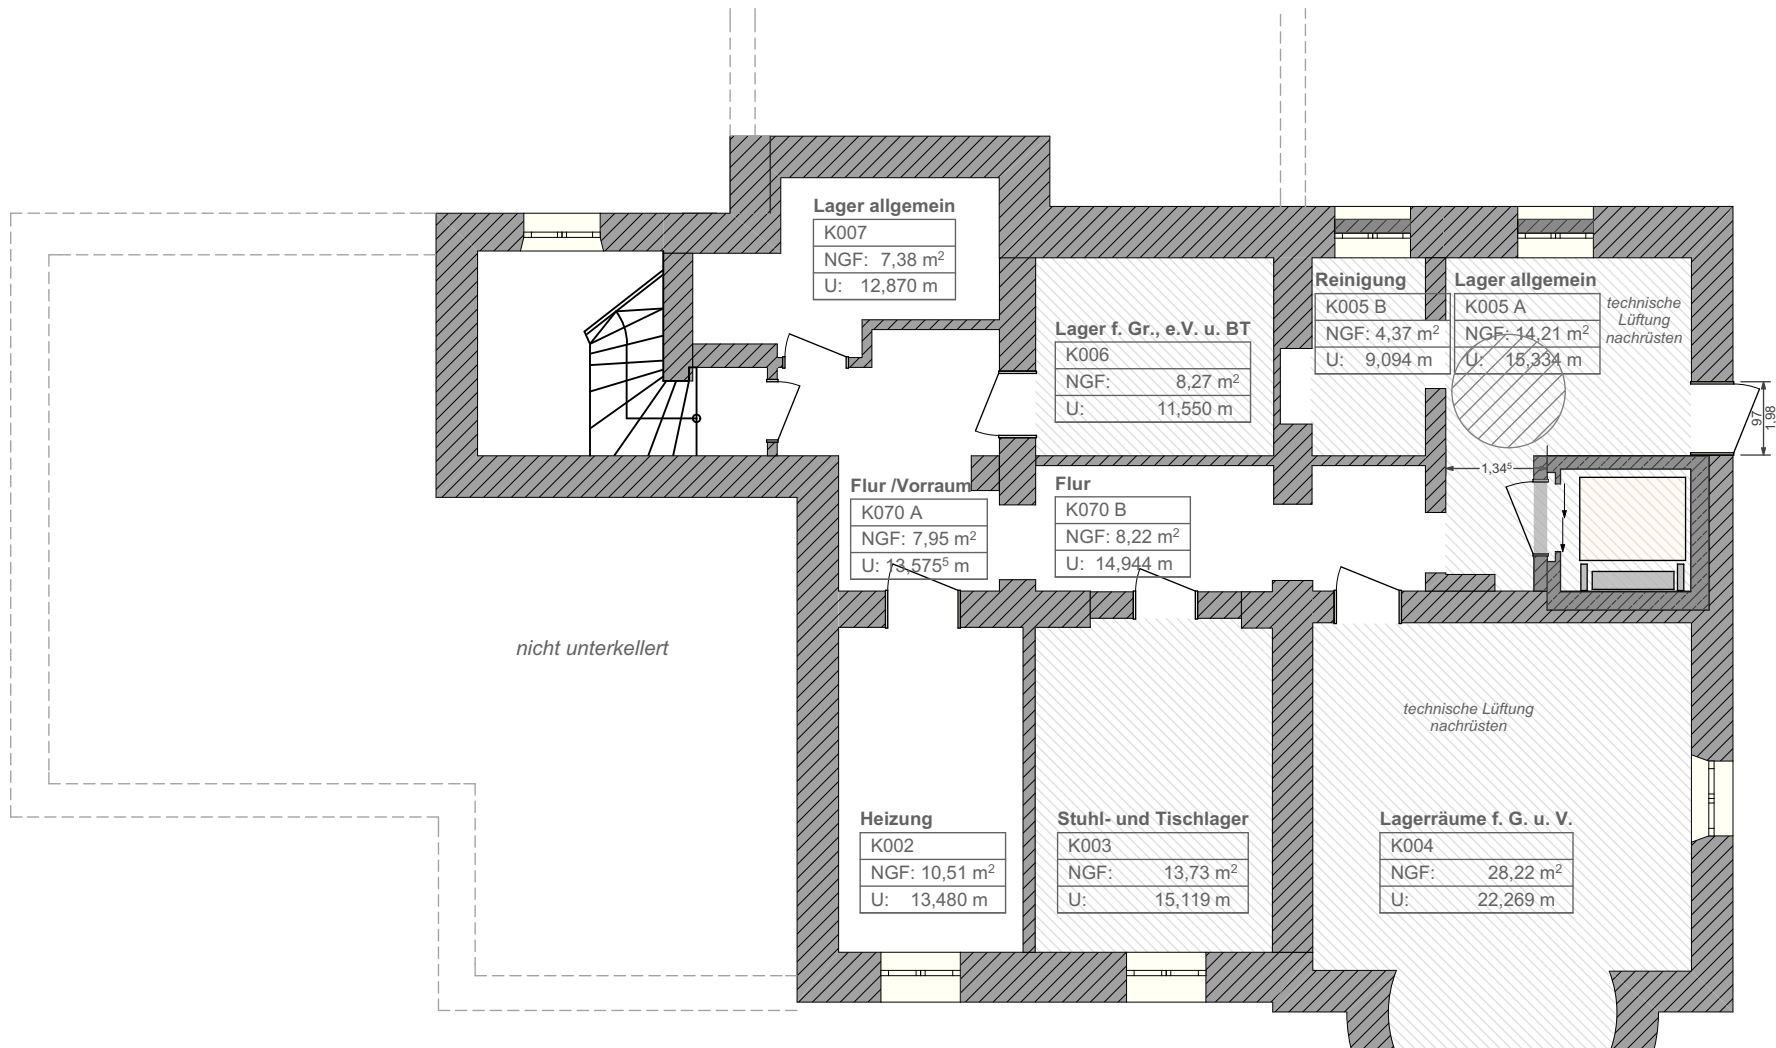 Lager allgemein
K007
NGF: 7,38 m²
U: 12,870 m
Lager f. Gr., e.V. u. BT
K006
NGF: 8,27 m²
U: 11,550 m
Reinigung
K005 B
NGF: 4,37 m²
U: 9,094 m
Lager allgemein
K005 A
NGF: 14,21 m²
U: 15,334 m
technische
Lüftung
nachrüsten
97
1,98
1,34⁵
Flur /Vorraum
K070 A
NGF: 7,95 m²
U: 13,575⁵ m
Flur
K070 B
NGF: 8,22 m²
U: 14,944 m
nicht unterkellert
technische Lüftung
nachrüsten
Heizung
K002
NGF: 10,51 m²
U: 13,480 m
Stuhl- und Tischlager
K003
NGF: 13,73 m²
U: 15,119 m
Lagerräume f. G. u. V.
K004
NGF: 28,22 m²
U: 22,269 m